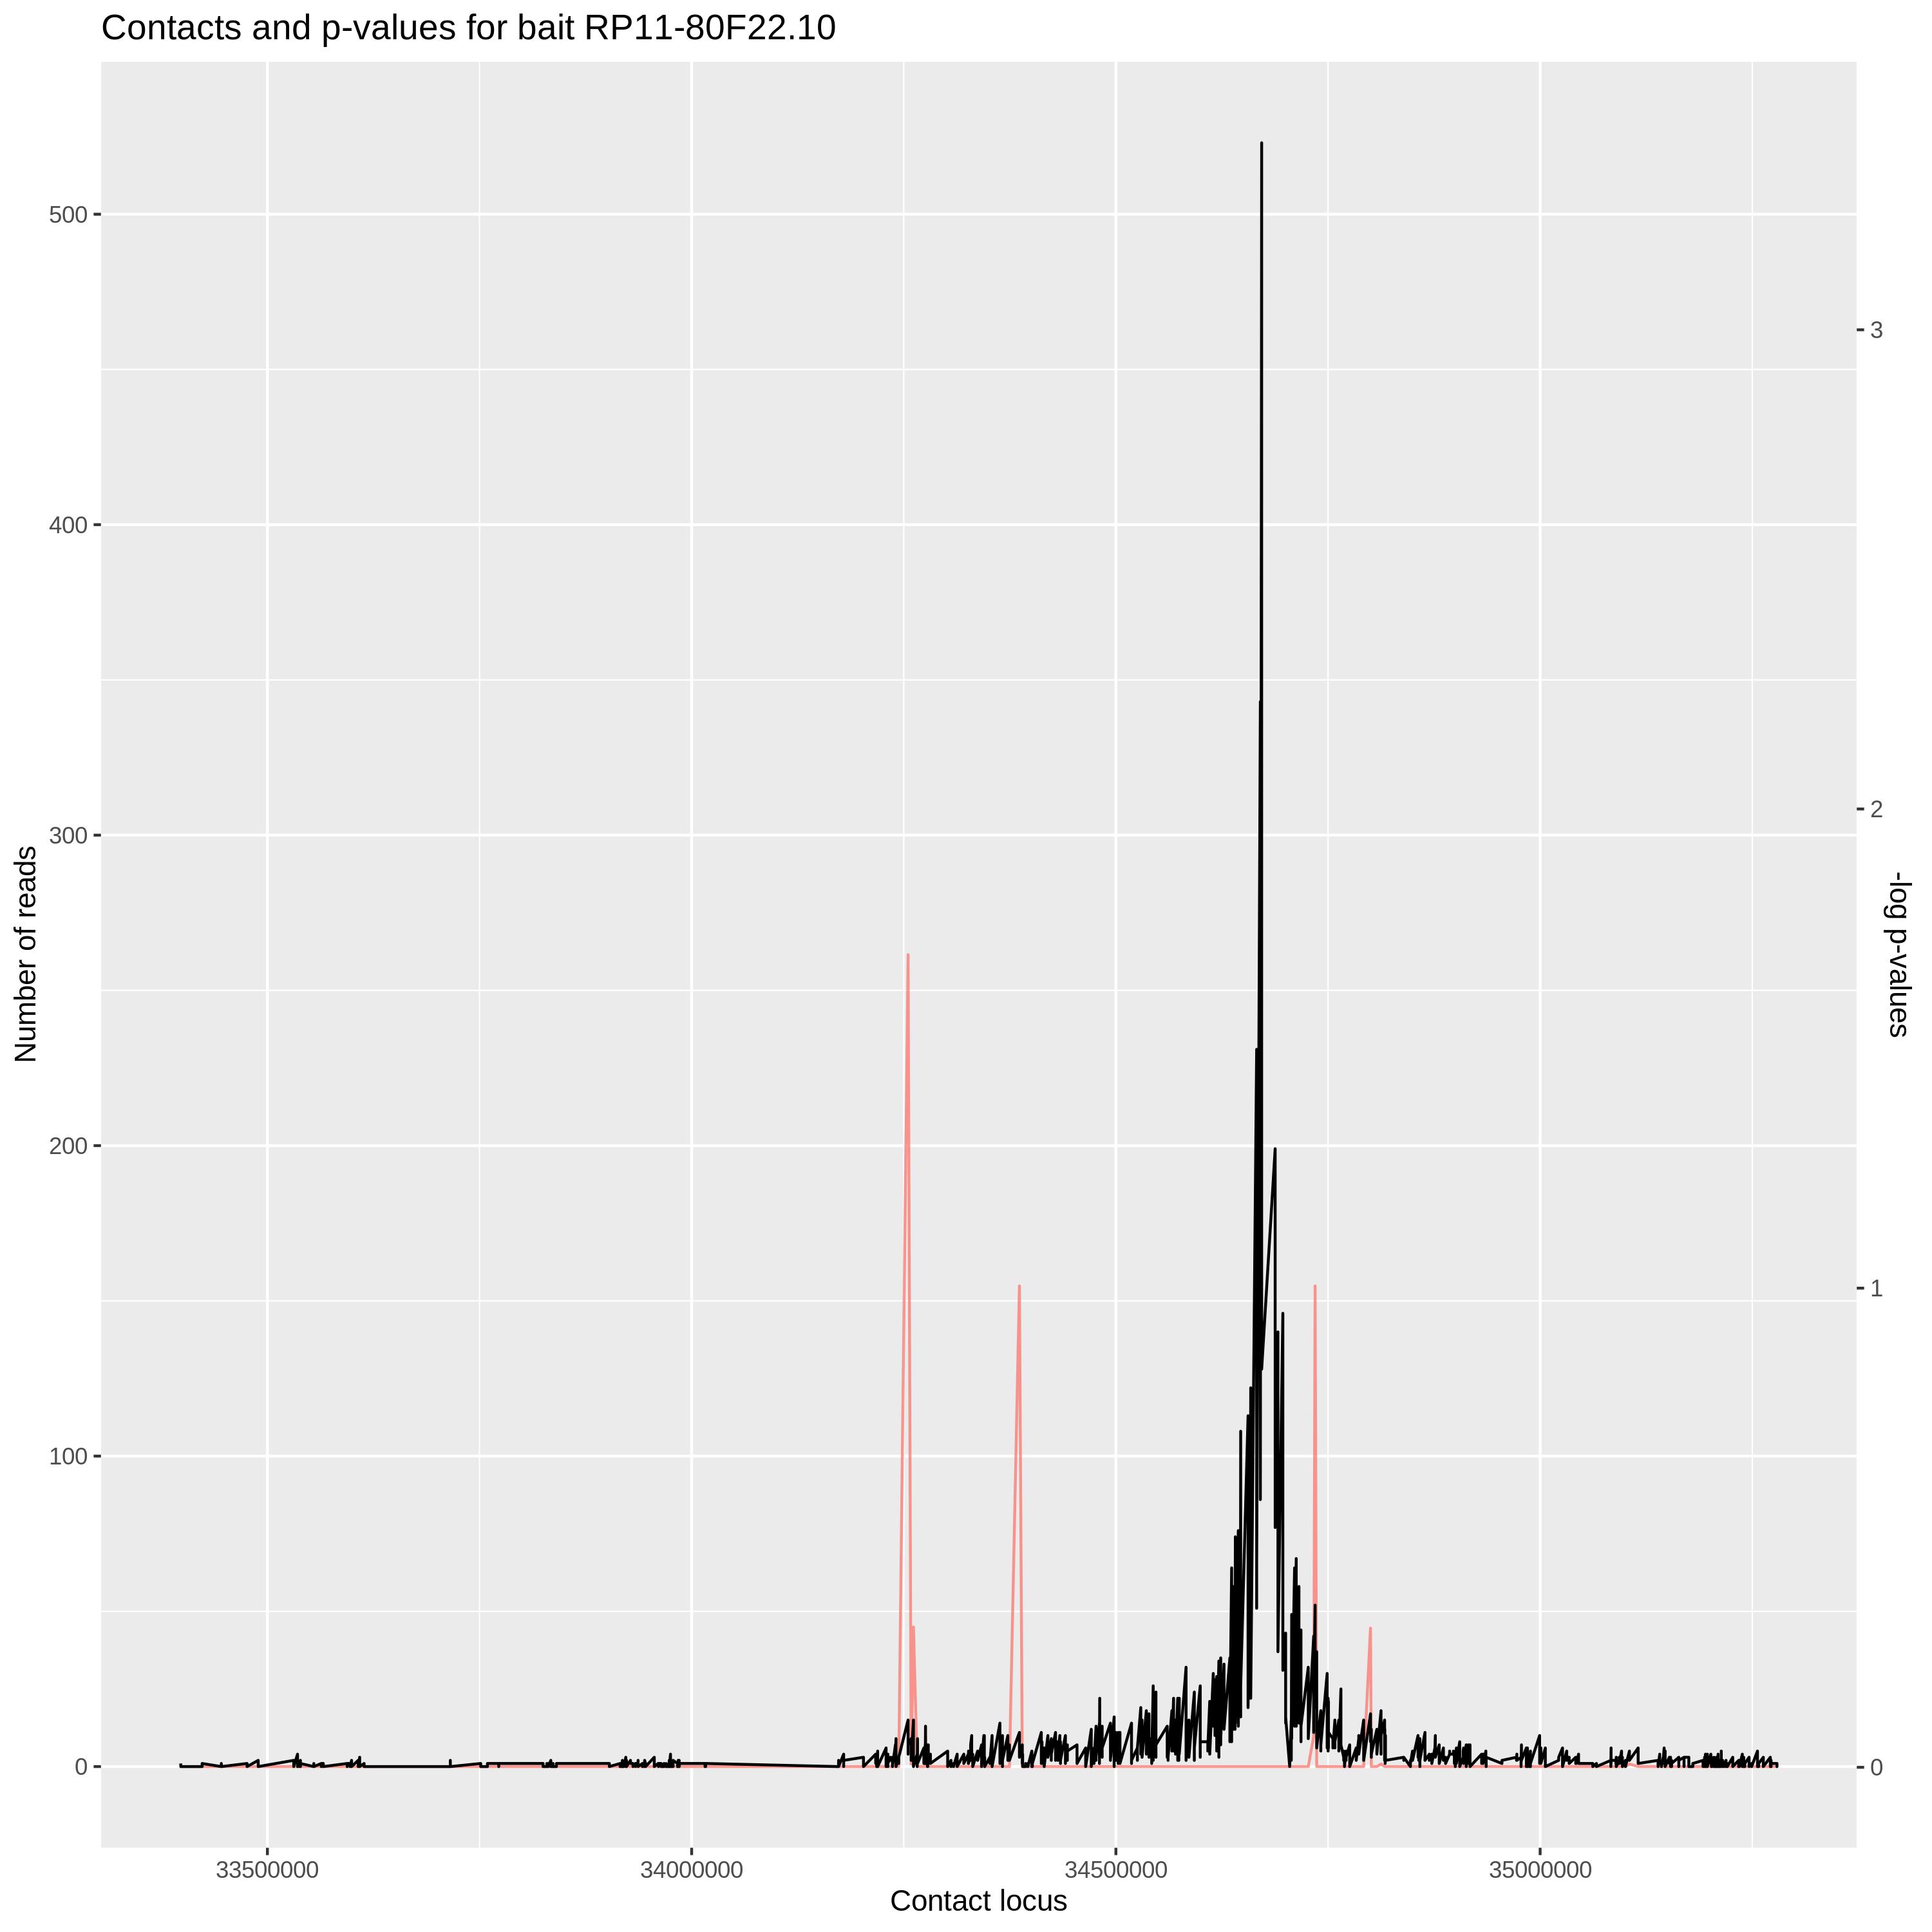 Contacts and p-values for bait RP11-80F22.10
Number of reads
500
400
300
200
100
0
3
2
1
0
-log p-values
33500000 34000000 34500000 35000000
Contact locus